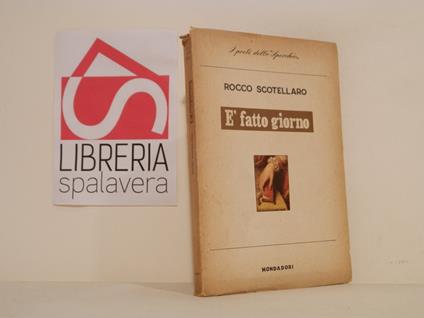 LIBRERIA
spalavera
I poeti dello "Specchio"
ROCCO SCOTELLARO
E' fatto giorno
MONDADORI